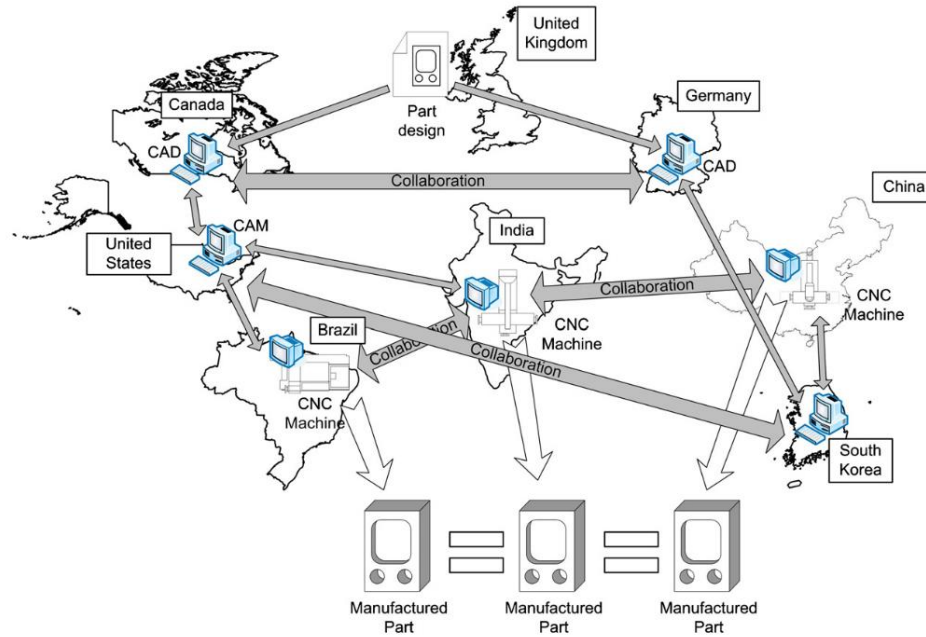 United
Kingdom
Part
design
Canada
CAD
Germany
CAD
Collaboration
China
United
States
CAM
India
CNC
Machine
Collaboration
CNC
Machine
Brazil
CNC
Machine
Collaboration
Collaboration
South
Korea
Manufactured
Part
Manufactured
Part
Manufactured
Part